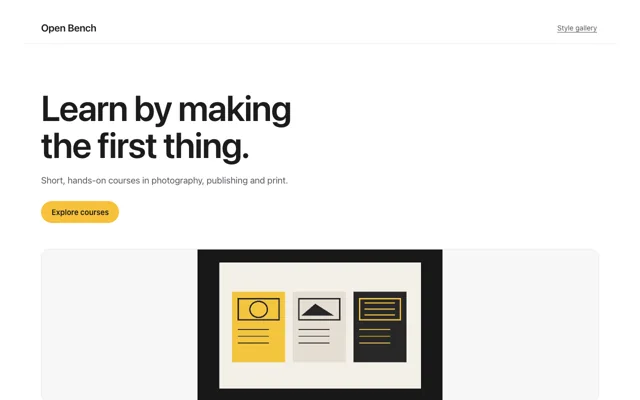 Open Bench
Style gallery
Learn by making
the first thing.
Short, hands-on courses in photography, publishing and print.
Explore courses